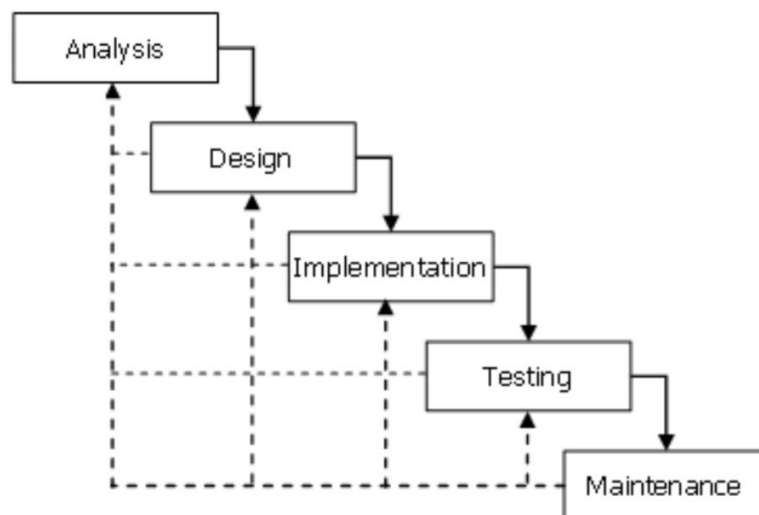 Analysis
Design
Implementation
Testing
Maintenance